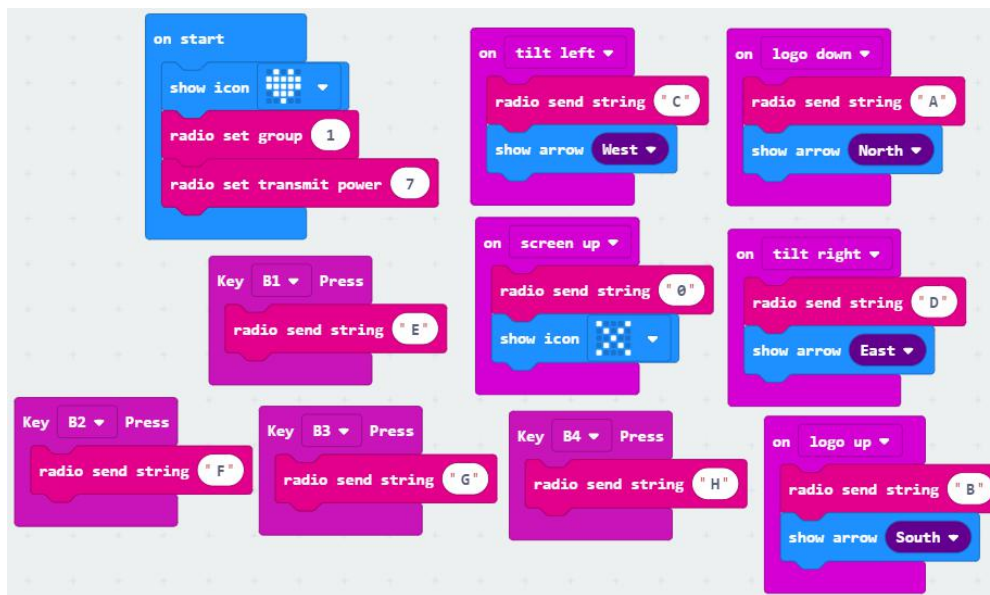 on start
show icon
radio set group 1
radio set transmit power 7
on tilt left
radio send string "C"
show arrow West
on logo down
radio send string "A"
show arrow North
on screen up
radio send string "0"
show icon
on tilt right
radio send string "D"
show arrow East
Key B1 Press
radio send string "E"
Key B2 Press
radio send string "F"
Key B3 Press
radio send string "G"
Key B4 Press
radio send string "H"
on logo up
radio send string "B"
show arrow South